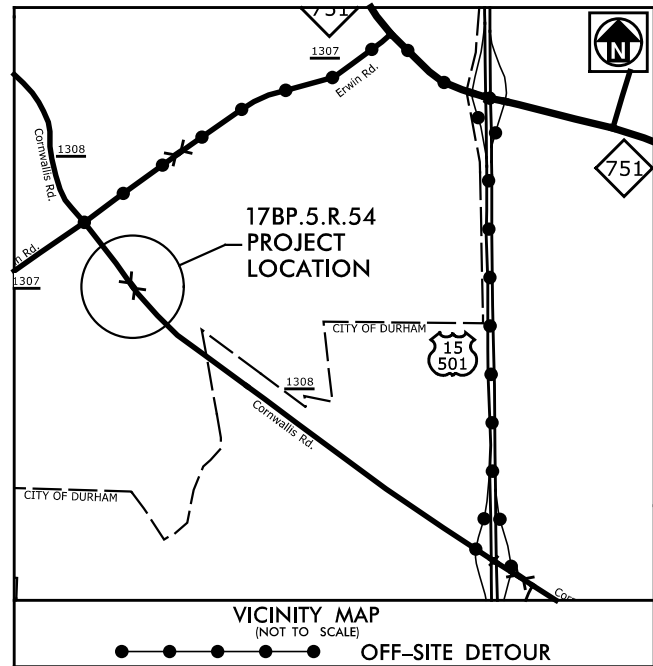 751
1307
Erwin Rd.
N
Cornwallis Rd.
1308
751
17BP.5.R.54
PROJECT
LOCATION
Rd.
1307
CITY OF DURHAM
15
501
1308
Cornwallis Rd.
CITY OF DURHAM
VICINITY MAP
(NOT TO SCALE)
OFF-SITE DETOUR